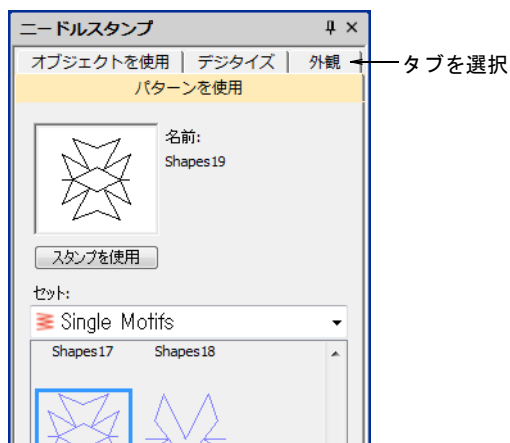 ニードルスタンプ
オブジェクトを使用 デジタイズ 外観
タブを選択
パターンを使用
名前:
Shapes19
スタンプを使用
セット:
Single Motifs
Shapes17 Shapes18